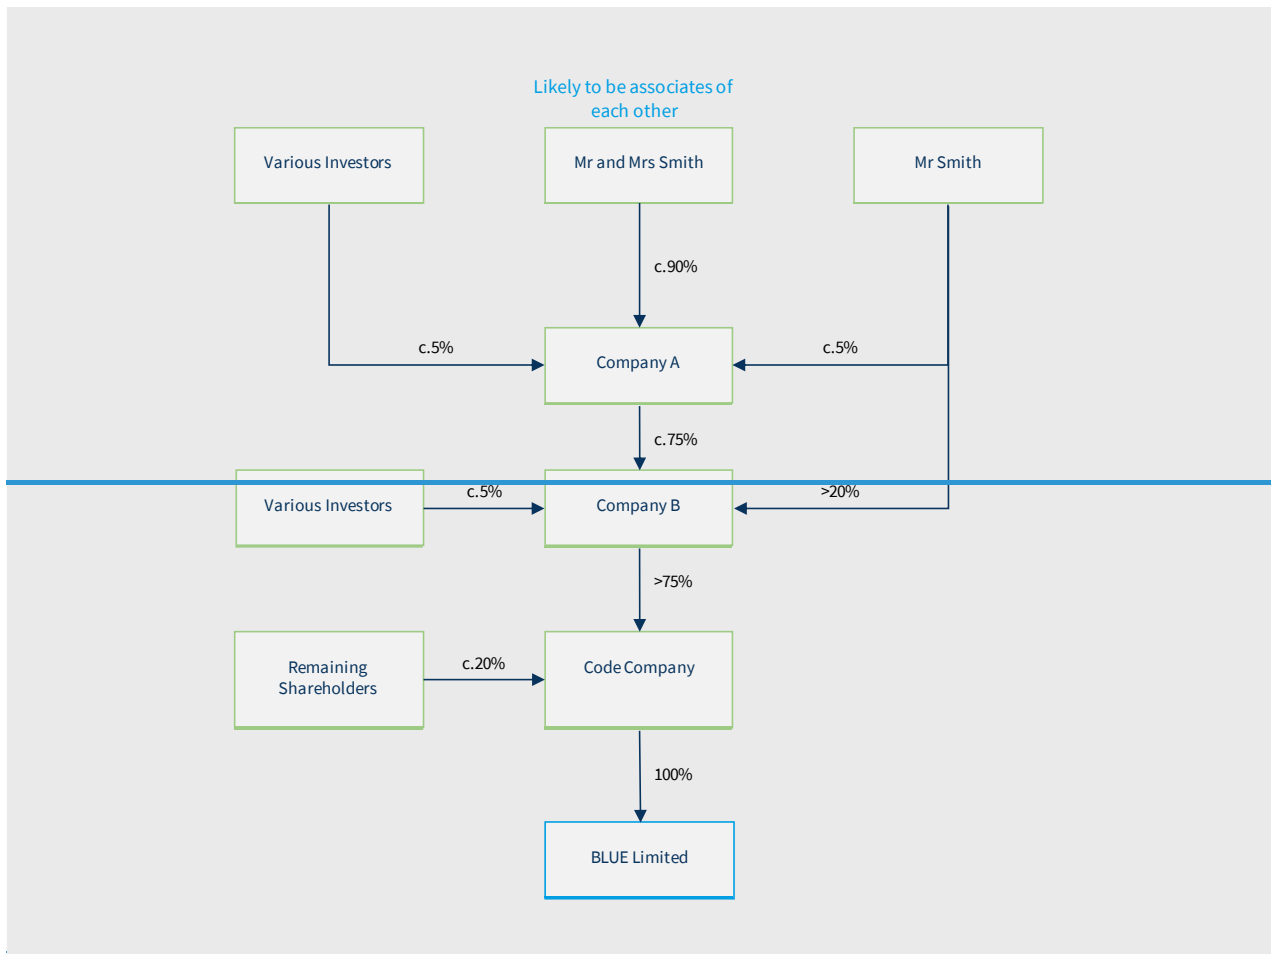 Likely to be associates of
each other
Various Investors
Mr and Mrs Smith
Mr Smith
c.90%
c.5%
Company A
c.5%
c.75%
Various Investors
c.5%
Company B
>20%
>75%
Remaining
Shareholders
c.20%
Code Company
100%
BLUE Limited